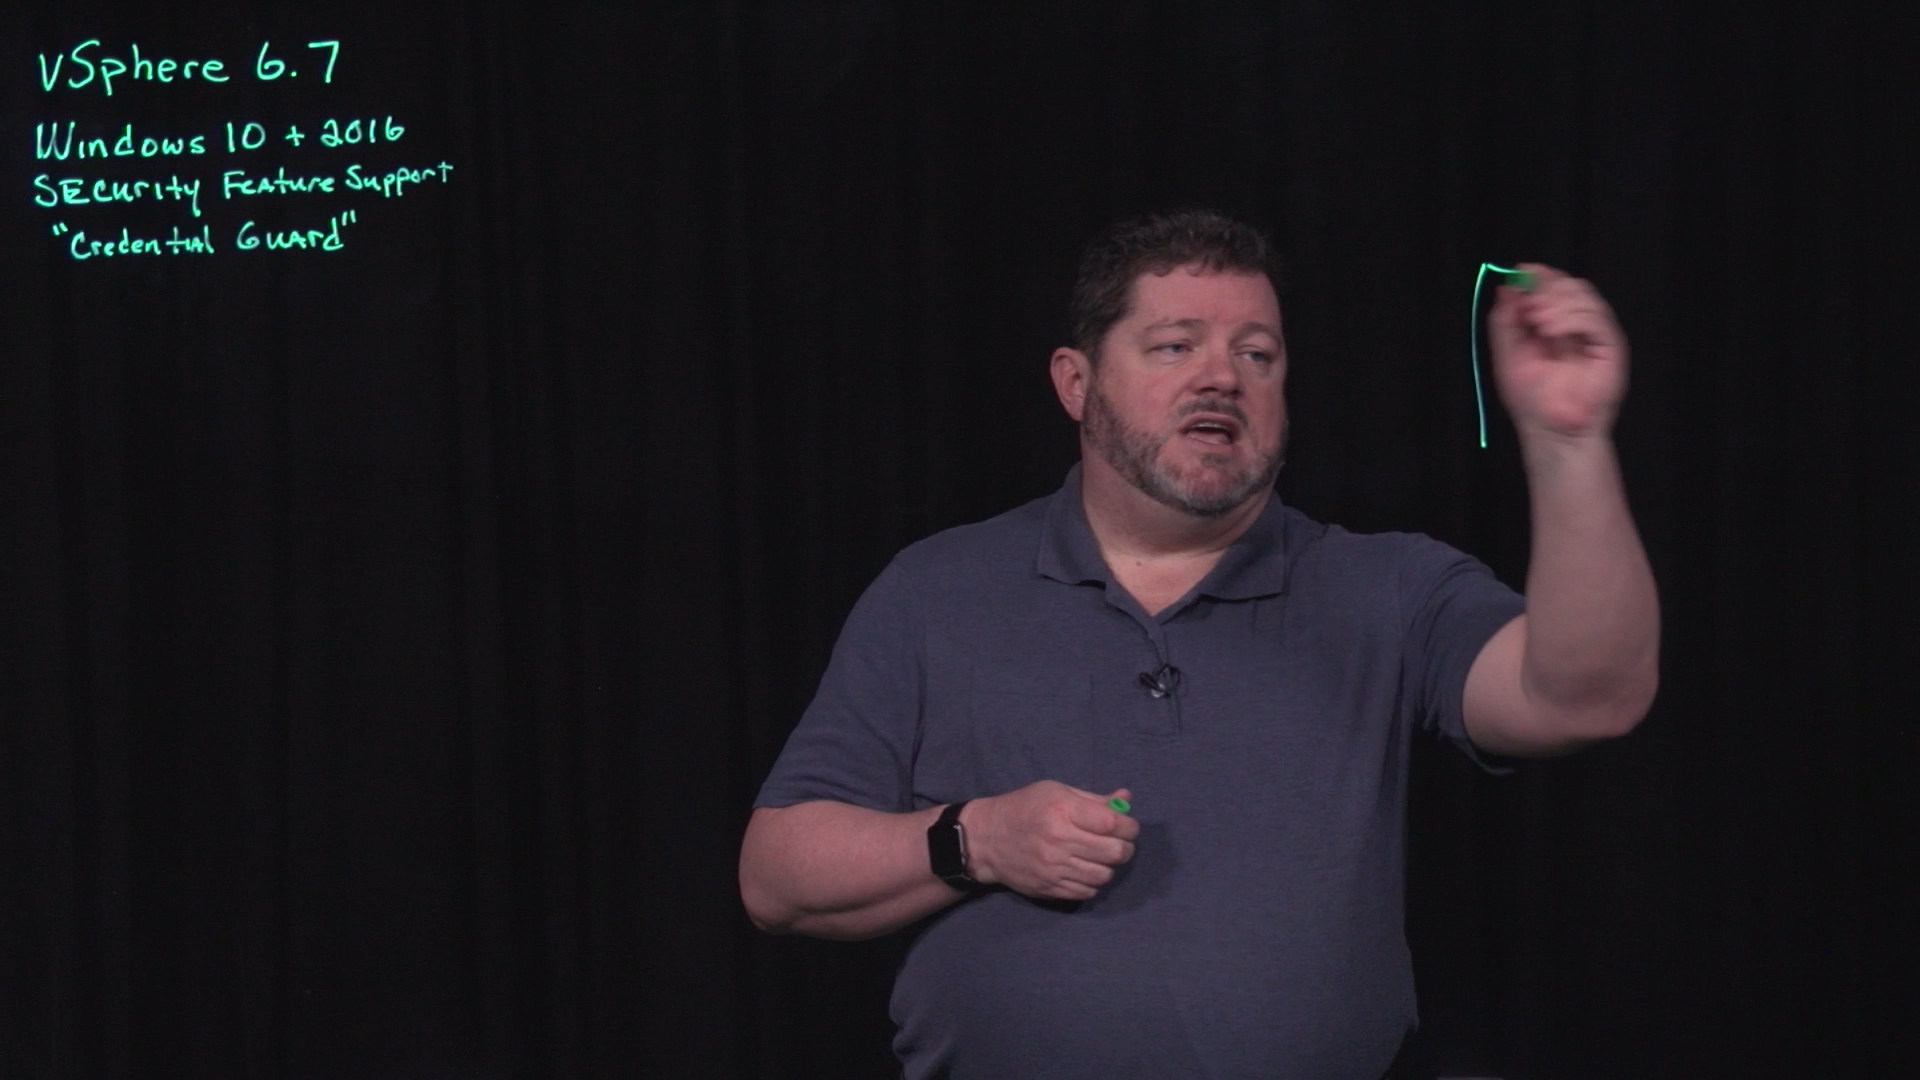 vSphere 6.7
Windows 10 + 2016
Security Feature Support
"Credential Guard"